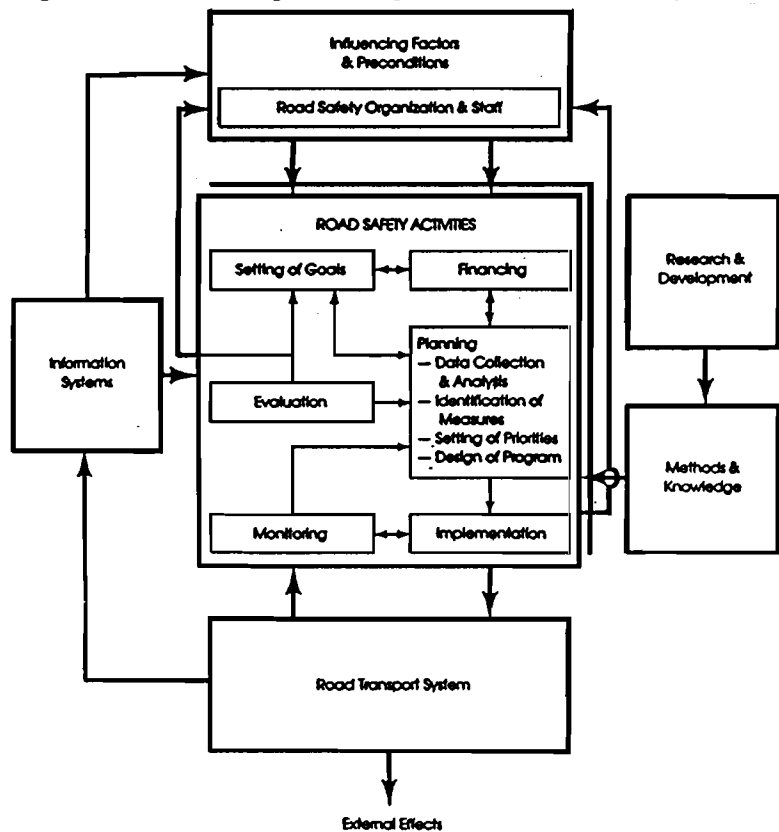 Influencing Factors
& Preconditions
Road Safety Organization & Staff
ROAD SAFETY ACTIVITIES
Setting of Goals
Financing
Research &
Development
Information
Systems
Planning
— Data Collection
& Analysis
— Identification of
Measures
— Setting of Priorities
— Design of Program
Evaluation
Methods &
Knowledge
Monitoring
Implementation
Road Transport System
External Effects